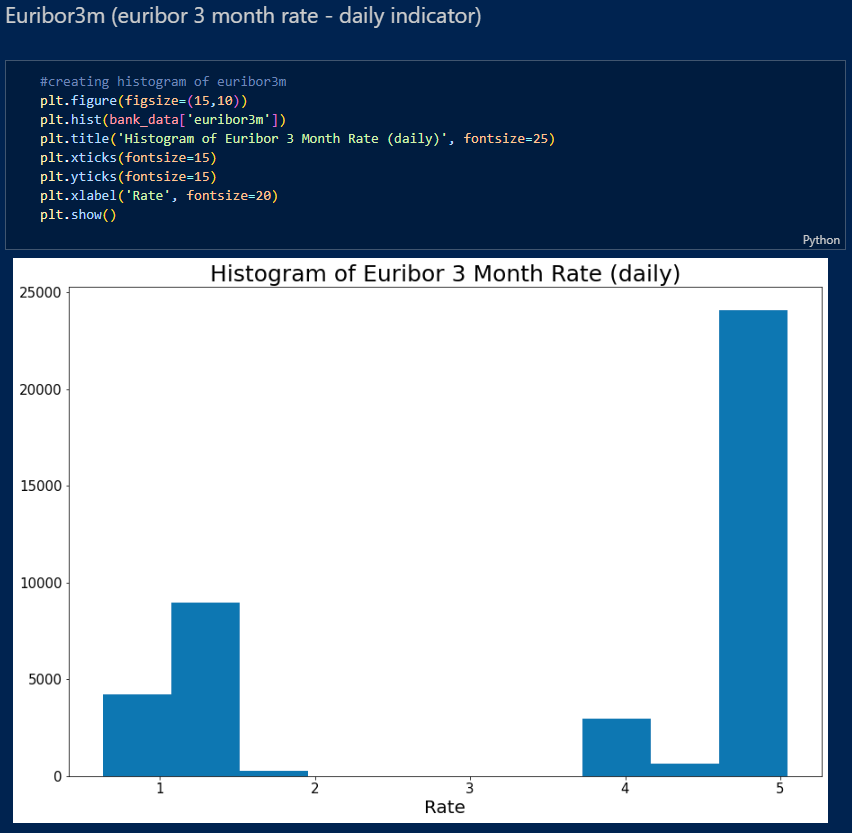 Euribor3m (euribor 3 month rate - daily indicator)
#creating histogram of euribor3m
plt.figure(figsize=(15,10))
plt.hist(bank_data['euribor3m'])
plt.title('Histogram of Euribor 3 Month Rate (daily)', fontsize=25)
plt.xticks(fontsize=15)
plt.yticks(fontsize=15)
plt.xlabel('Rate', fontsize=20)
plt.show()
Python
Histogram of Euribor 3 Month Rate (daily)
25000
20000
15000
10000
5000
0
1 2 3 4 5
Rate